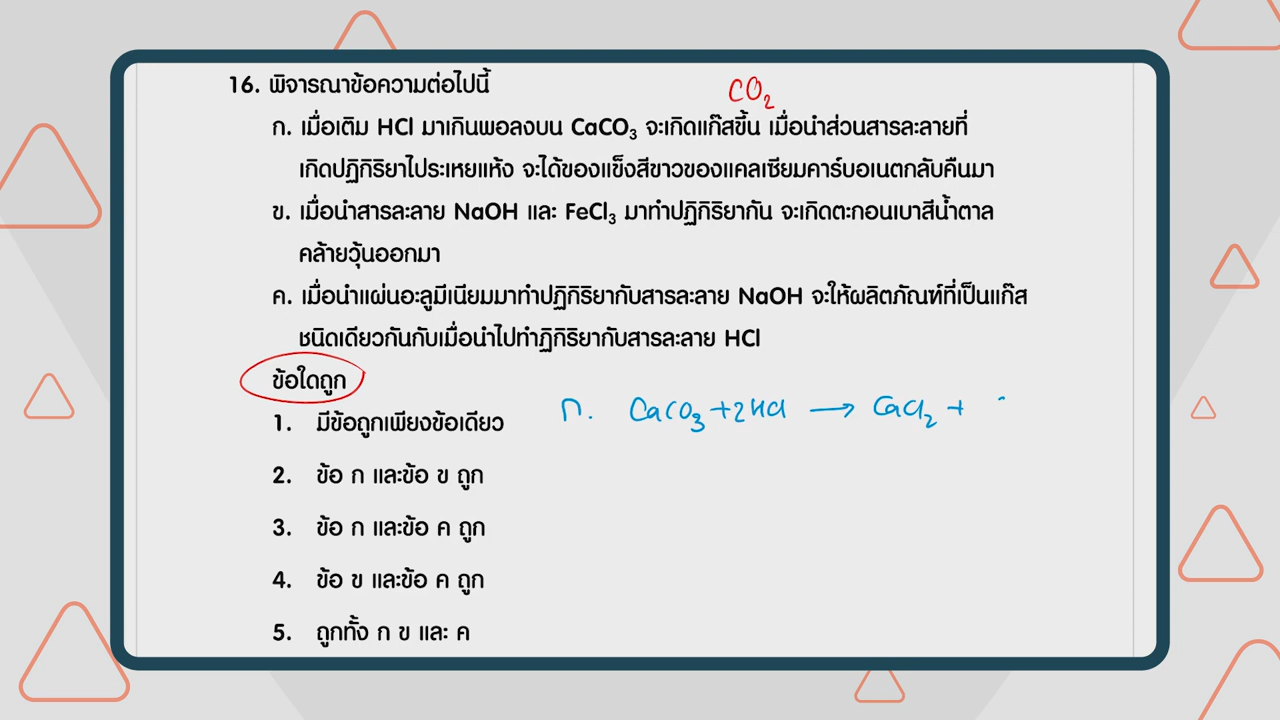 16. พิจารณาข้อความต่อไปนี้
CO₂
ก. เมื่อเติม HCl มาเกินพอลงบน CaCO₃ จะเกิดแก๊สขึ้น เมื่อนำส่วนสารละลายที่
เกิดปฏิกิริยาไประเหยแห้ง จะได้ของแข็งสีขาวของแคลเซียมคาร์บอเนตกลับคืนมา
ข. เมื่อนำสารละลาย NaOH และ FeCl₃ มาทำปฏิกิริยากัน จะเกิดตะกอนเบาสีน้ำตาล
คล้ายวุ้นออกมา
ค. เมื่อนำแผ่นอะลูมีเนียมมาทำปฏิกิริยากับสารละลาย NaOH จะให้ผลิตภัณฑ์ที่เป็นแก๊ส
ชนิดเดียวกันกับเมื่อนำไปทำฏิกิริยากับสารละลาย HCl
ข้อใดถูก
ก. CaCO₃ + 2HCl → CaCl₂ +
1. มีข้อถูกเพียงข้อเดียว
2. ข้อ ก และข้อ ข ถูก
3. ข้อ ก และข้อ ค ถูก
4. ข้อ ข และข้อ ค ถูก
5. ถูกทั้ง ก ข และ ค